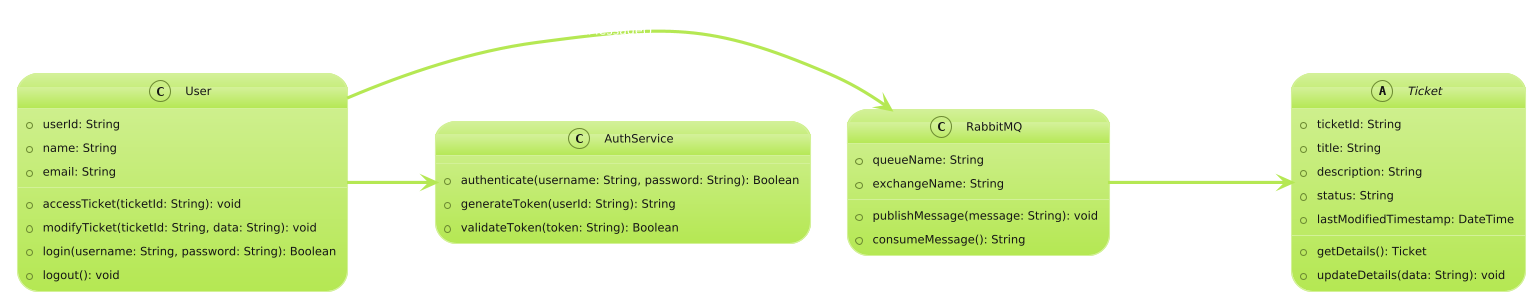 C User
userId: String
name: String
email: String
accessTicket(ticketId: String): void
modifyTicket(ticketId: String, data: String): void
login(username: String, password: String): Boolean
logout(): void
C AuthService
authenticate(username: String, password: String): Boolean
generateToken(userId: String): String
validateToken(token: String): Boolean
C RabbitMQ
queueName: String
exchangeName: String
publishMessage(message: String): void
consumeMessage(): String
A Ticket
ticketId: String
title: String
description: String
status: String
lastModifiedTimestamp: DateTime
getDetails(): Ticket
updateDetails(data: String): void